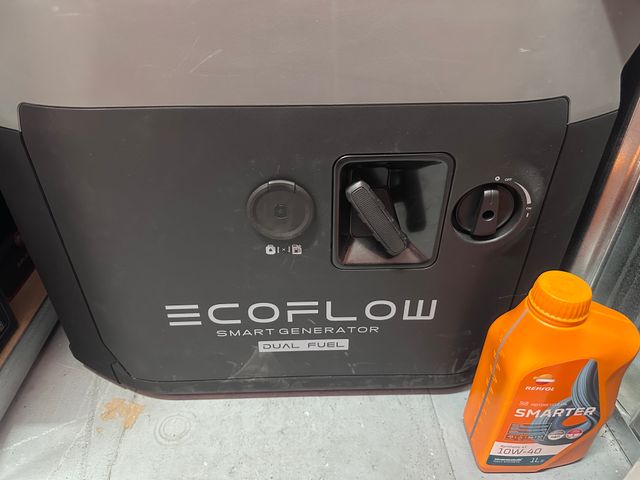 OFF
ECOFLOW
SMART GENERATOR
DUAL FUEL
REPSOL
SMARTER
10W-40
1L